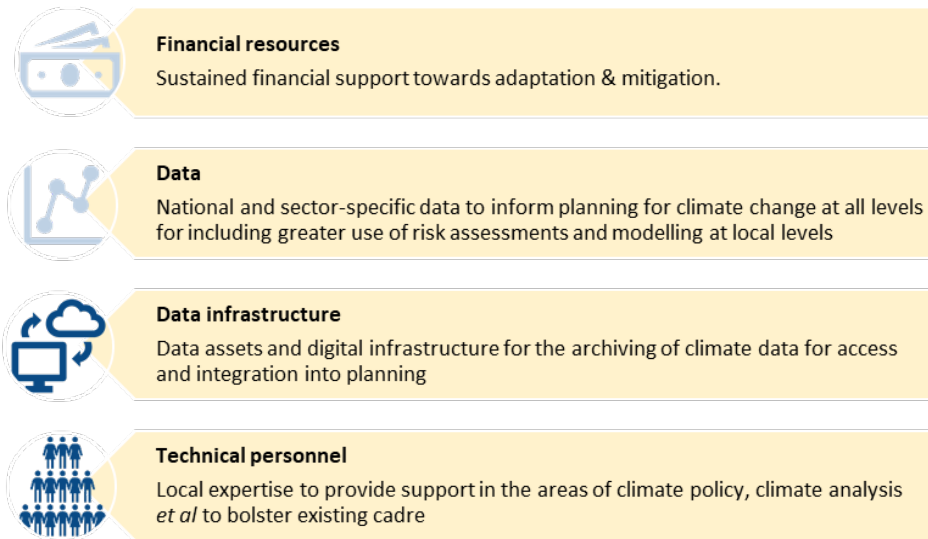 Financial resources
Sustained financial support towards adaptation & mitigation.
Data
National and sector-specific data to inform planning for climate change at all levels
for including greater use of risk assessments and modelling at local levels
Data infrastructure
Data assets and digital infrastructure for the archiving of climate data for access
and integration into planning
Technical personnel
Local expertise to provide support in the areas of climate policy, climate analysis
et al to bolster existing cadre